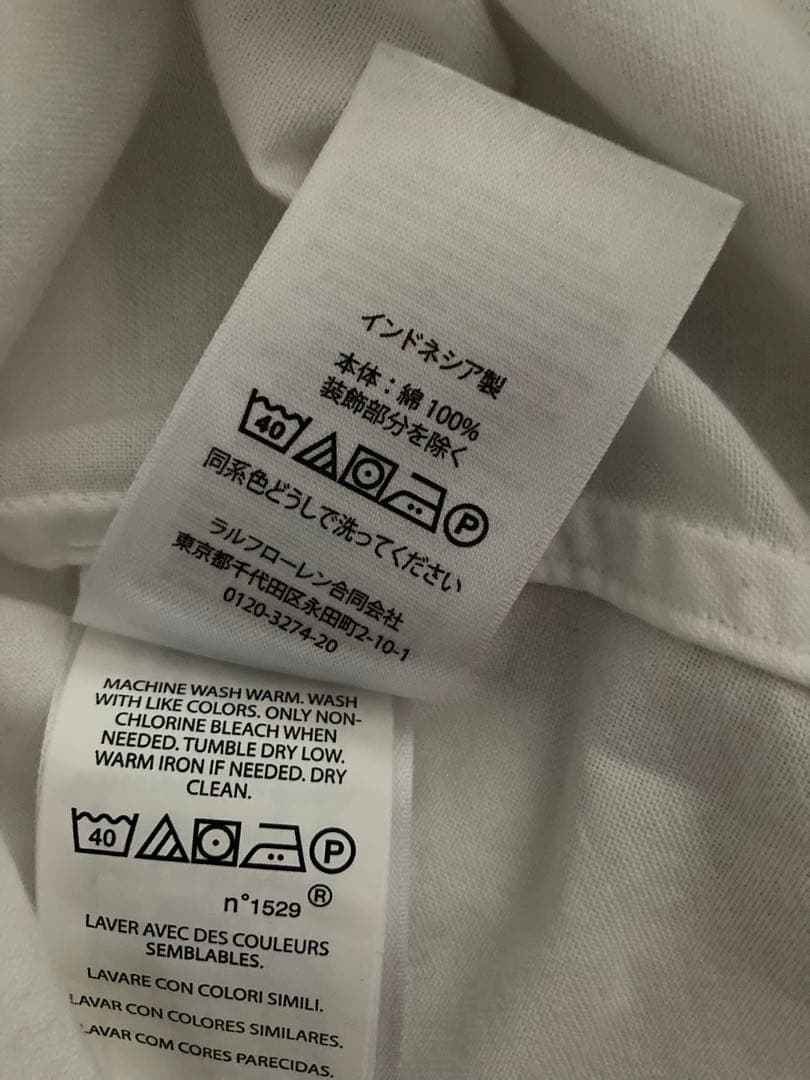 インドネシア製
本体：綿 100%
装飾部分を除く
40 P
同系色どうしで洗ってください
ラルフローレン合同会社
東京都千代田区永田町2-10-1
0120-3274-20
MACHINE WASH WARM. WASH
WITH LIKE COLORS. ONLY NON-
CHLORINE BLEACH WHEN
NEEDED. TUMBLE DRY LOW.
WARM IRON IF NEEDED. DRY
CLEAN.
40 P
n°1529 ®
LAVER AVEC DES COULEURS
SEMBLABLES.
LAVARE CON COLORI SIMILI.
LAVAR CON COLORES SIMILARES.
LAVAR COM CORES PARECIDAS.